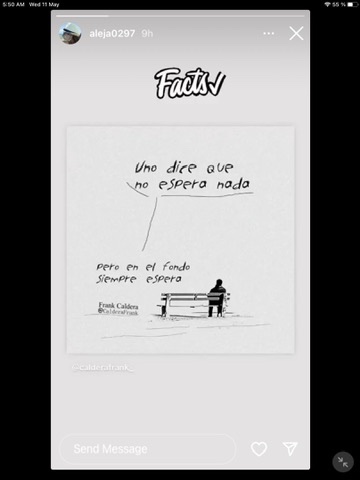 5:50 AM Wed 11 May
55 %
aleja0297 9h
Facts
Uno dice que
no espera nada
pero en el fondo
siempre espera
Frank Caldera
@CalderaFrank
@calderafrank_
Send Message